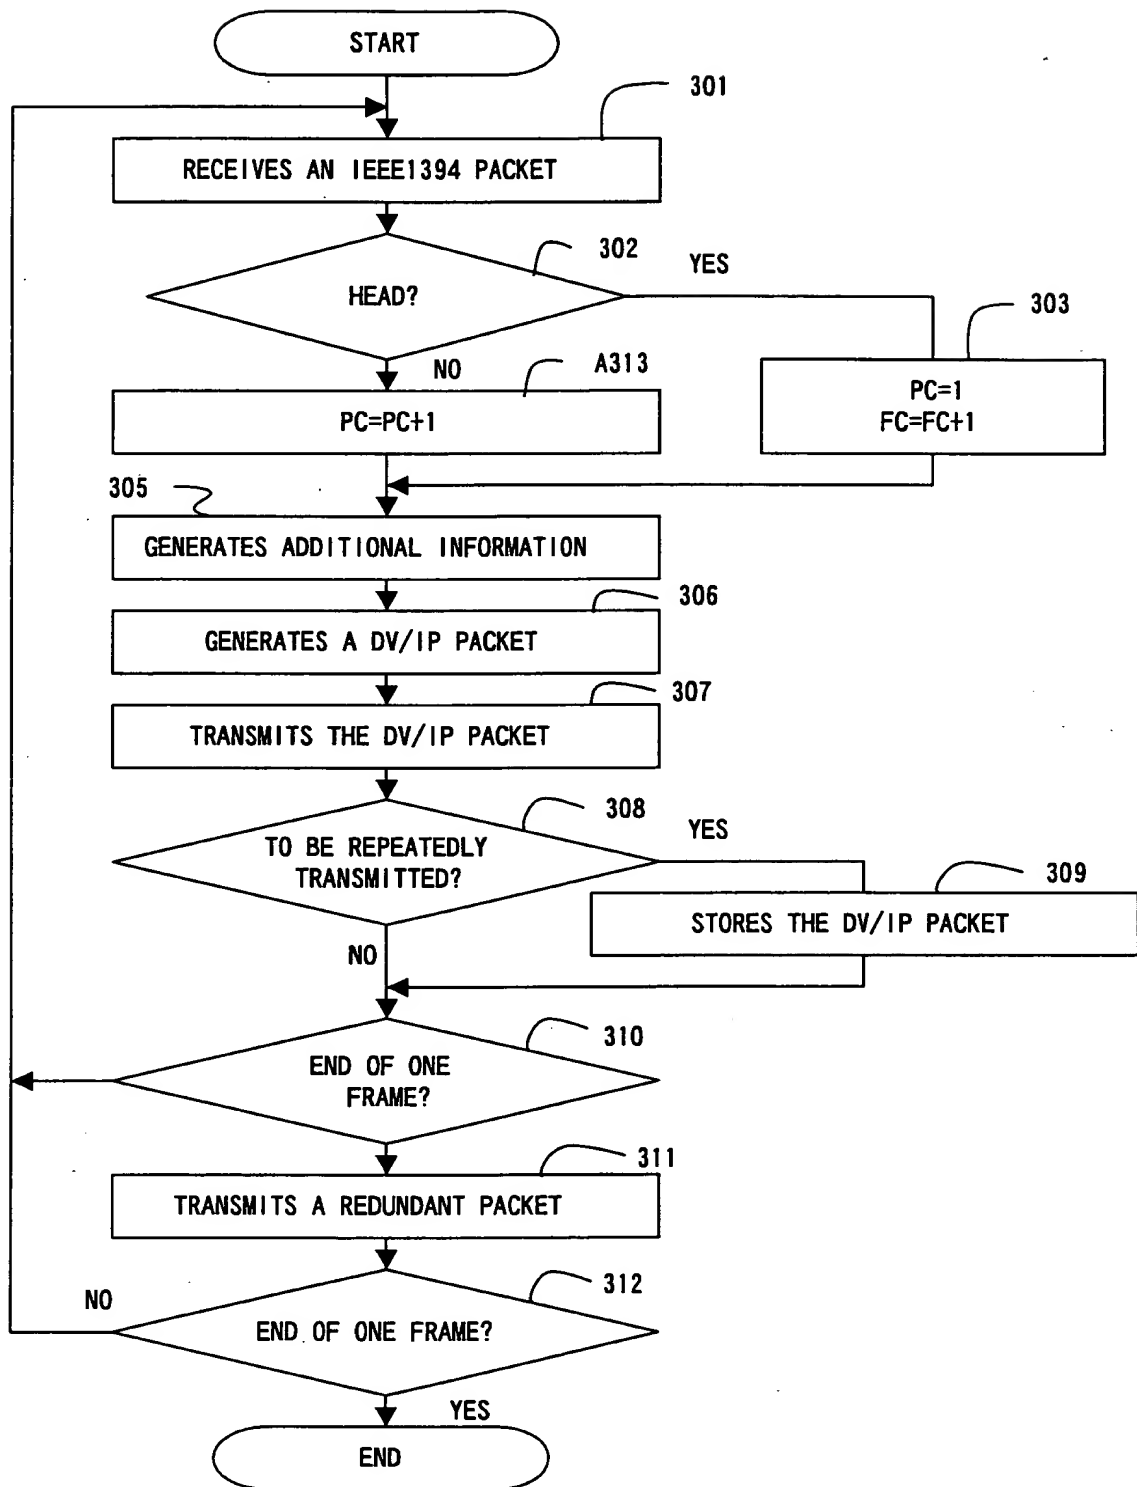 START
301
RECEIVES AN IEEE1394 PACKET
302
YES
HEAD?
303
NO
A313
PC=1
FC=FC+1
PC=PC+1
305
GENERATES ADDITIONAL INFORMATION
306
GENERATES A DV/IP PACKET
307
TRANSMITS THE DV/IP PACKET
308
YES
TO BE REPEATEDLY
TRANSMITTED?
309
STORES THE DV/IP PACKET
NO
310
END OF ONE
FRAME?
311
TRANSMITS A REDUNDANT PACKET
312
NO
END OF ONE FRAME?
YES
END